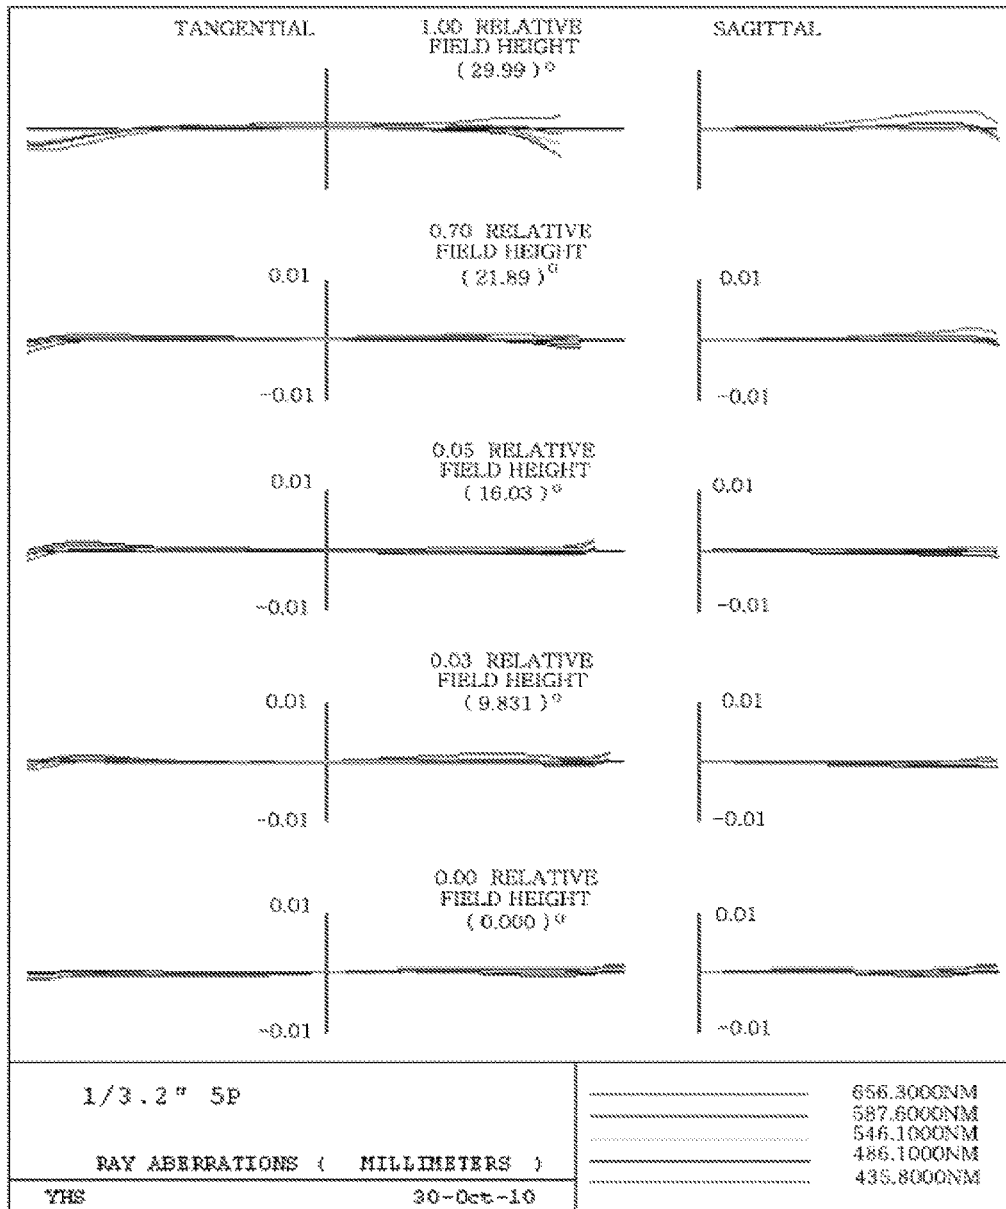 TANGENTIAL 1.00 RELATIVE SAGITTAL
FIELD HEIGHT
( 29.99 )°
0.70 RELATIVE
FIELD HEIGHT
0.01 ( 21.89 )° 0.01
-0.01 -0.01
0.05 RELATIVE
FIELD HEIGHT
0.01 ( 16.03 )° 0.01
-0.01 -0.01
0.03 RELATIVE
FIELD HEIGHT
0.01 ( 9.831 )° 0.01
-0.01 -0.01
0.00 RELATIVE
FIELD HEIGHT
0.01 ( 0.000 )° 0.01
-0.01 -0.01
1/3.2" 5P
RAY ABERRATIONS ( MILLIMETERS )
YHS 30-Oct-10
656.3000NM
587.6000NM
546.1000NM
486.1000NM
435.8000NM